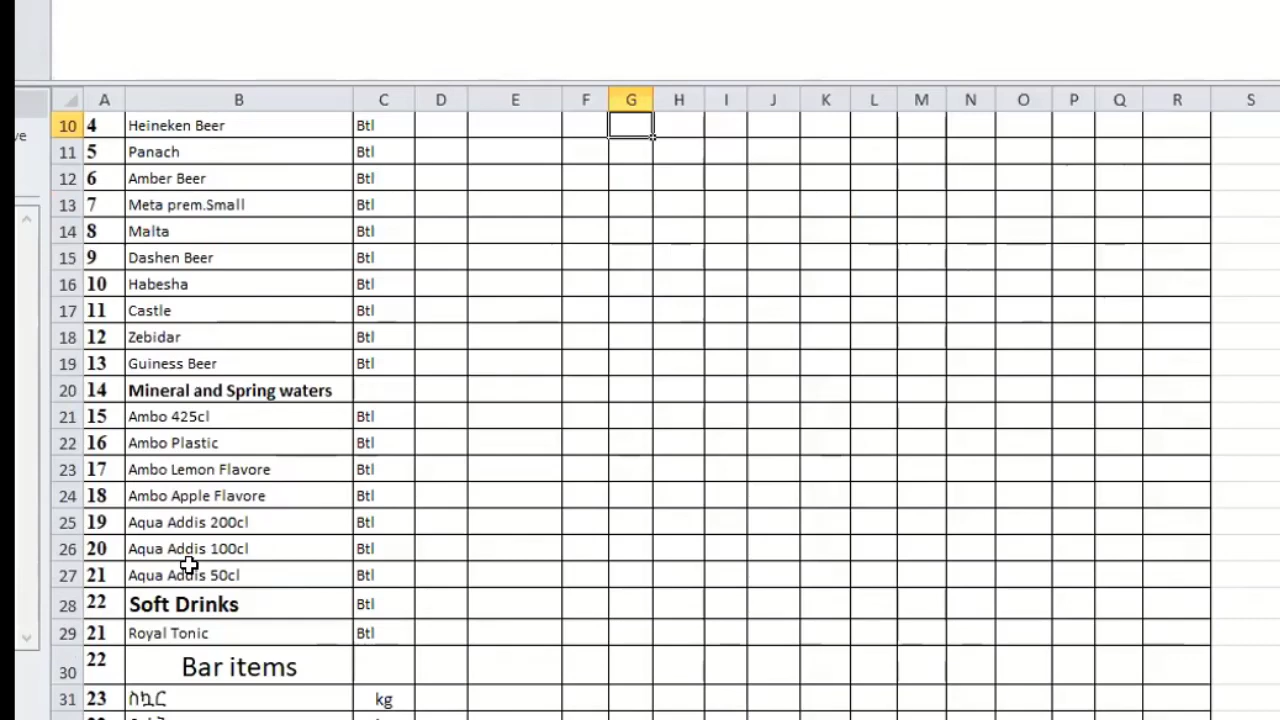 A B C D E F G H I J K L M N O P Q R S
ve
10 4 Heineken Beer Btl
11 5 Panach Btl
12 6 Amber Beer Btl
13 7 Meta prem.Small Btl
14 8 Malta Btl
15 9 Dashen Beer Btl
16 10 Habesha Btl
17 11 Castle Btl
18 12 Zebidar Btl
19 13 Guiness Beer Btl
20 14 Mineral and Spring waters
21 15 Ambo 425cl Btl
22 16 Ambo Plastic Btl
23 17 Ambo Lemon Flavore Btl
24 18 Ambo Apple Flavore Btl
25 19 Aqua Addis 200cl Btl
26 20 Aqua Addis 100cl Btl
27 21 Aqua Addis 50cl Btl
28 22 Soft Drinks Btl
29 21 Royal Tonic Btl
30 22 Bar items
31 23 ስኳር kg